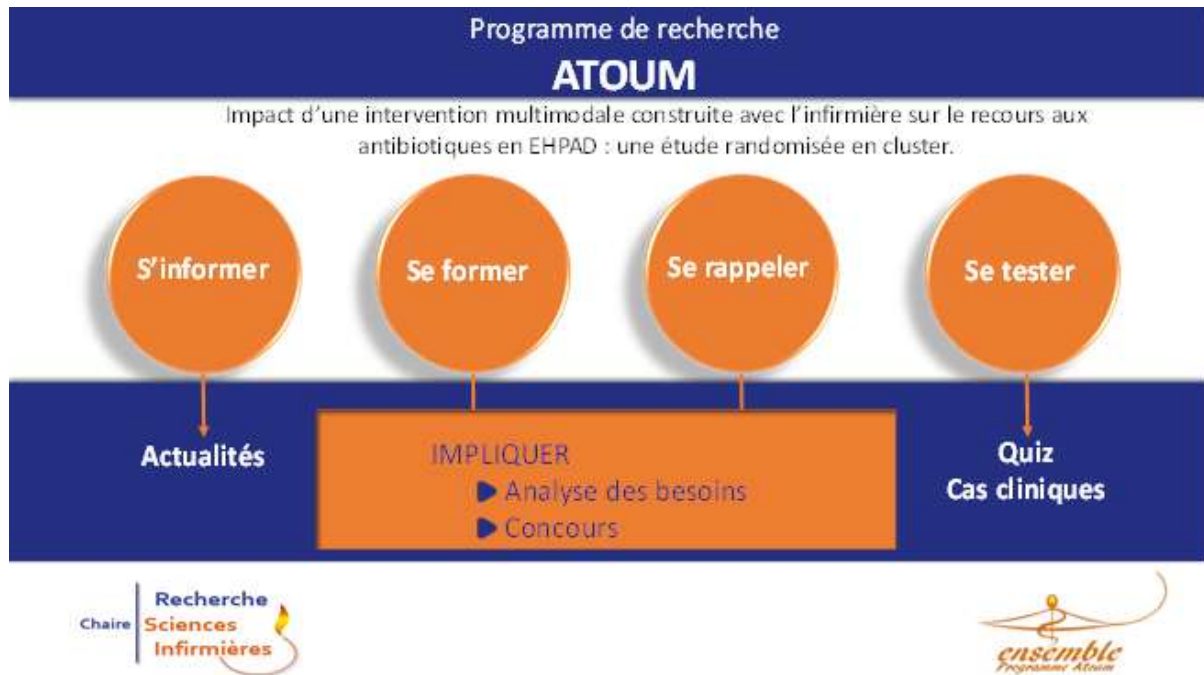 Programme de recherche
ATOUM
Impact d'une intervention multimodale construite avec l'infirmière sur le recours aux
antibiotiques en EHPAD : une étude randomisée en cluster.
S'informer
Se former
Se rappeler
Se tester
Actualités
IMPLIQUER
Analyse des besoins
Concours
Quiz
Cas cliniques
Chaire
Recherche
Sciences
Infirmières
ensemble
Programme Atoum